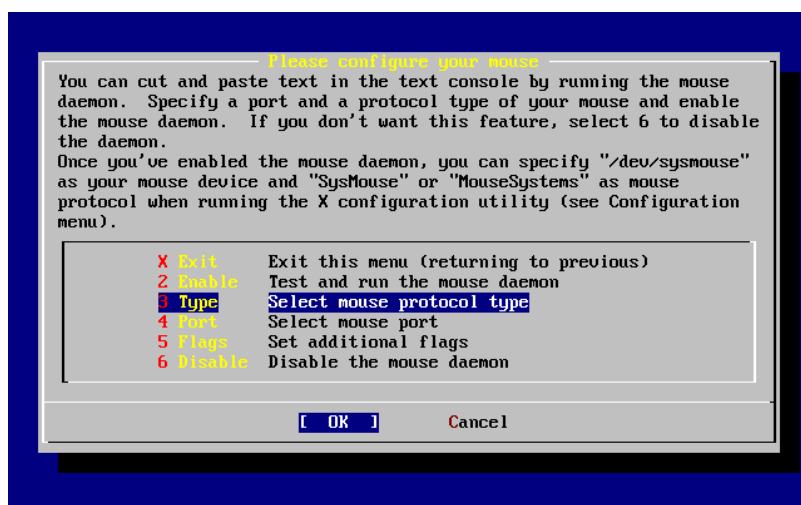 Please configure your mouse
You can cut and paste text in the text console by running the mouse
daemon.  Specify a port and a protocol type of your mouse and enable
the mouse daemon.  If you don't want this feature, select 6 to disable
the daemon.
Once you've enabled the mouse daemon, you can specify "/dev/sysmouse"
as your mouse device and "SysMouse" or "MouseSystems" as mouse
protocol when running the X configuration utility (see Configuration
menu).
X Exit Exit this menu (returning to previous)
2 Enable Test and run the mouse daemon
3 Type Select mouse protocol type
4 Port Select mouse port
5 Flags Set additional flags
6 Disable Disable the mouse daemon
[ OK ] Cancel